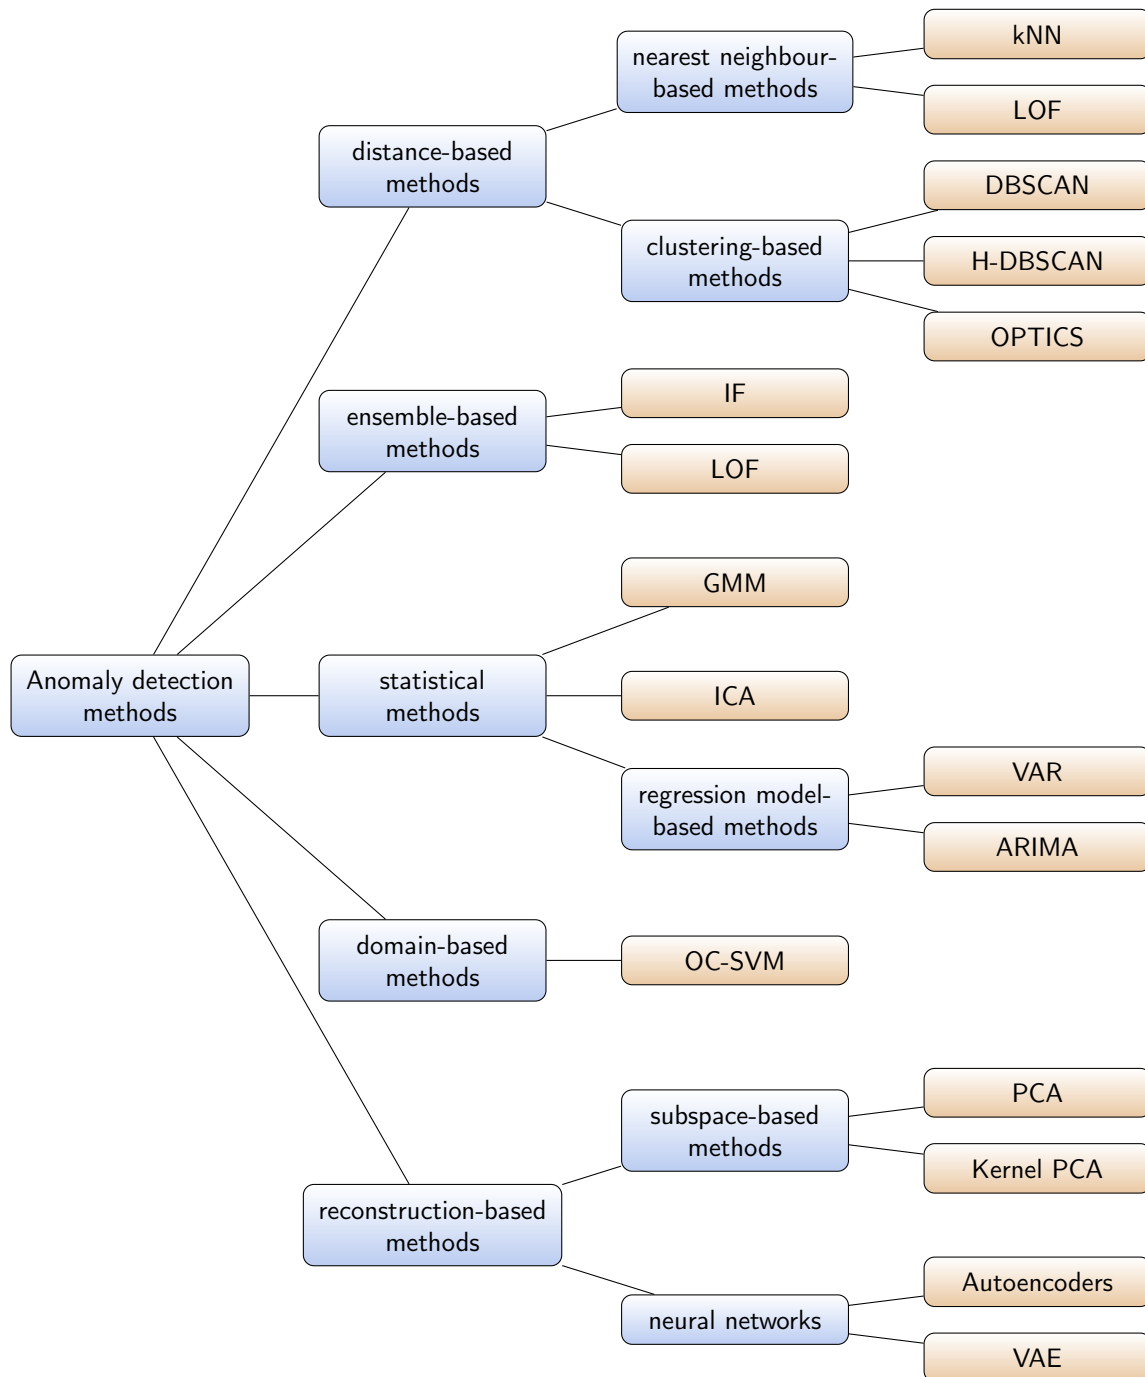 kNN
nearest neighbour-
based methods
LOF
distance-based
methods
DBSCAN
clustering-based
methods
H-DBSCAN
OPTICS
IF
ensemble-based
methods
LOF
GMM
Anomaly detection
methods
statistical
methods
ICA
VAR
regression model-
based methods
ARIMA
domain-based
methods
OC-SVM
PCA
subspace-based
methods
Kernel PCA
reconstruction-based
methods
Autoencoders
neural networks
VAE